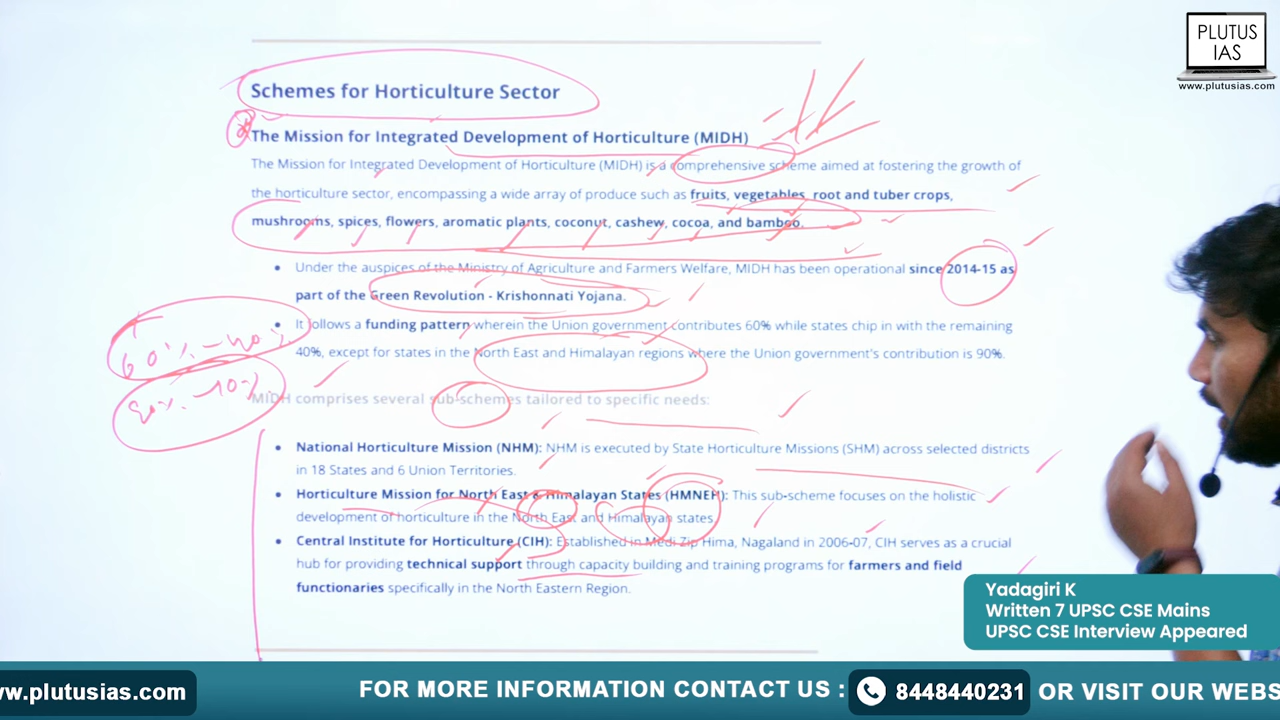 PLUTUS
IAS
www.plutusias.com
Schemes for Horticulture Sector
The Mission for Integrated Development of Horticulture (MIDH)
The Mission for Integrated Development of Horticulture (MIDH) is a comprehensive scheme aimed at fostering the growth of
the horticulture sector, encompassing a wide array of produce such as fruits, vegetables, root and tuber crops,
mushrooms, spices, flowers, aromatic plants, coconut, cashew, cocoa, and bamboo.
• Under the auspices of the Ministry of Agriculture and Farmers Welfare, MIDH has been operational since 2014-15 as
part of the Green Revolution - Krishonnati Yojana.
• It follows a funding pattern wherein the Union government contributes 60% while states chip in with the remaining
40%, except for states in the North East and Himalayan regions where the Union government's contribution is 90%.
60%-40%
90%-10%
MIDH comprises several sub-schemes tailored to specific needs:
• National Horticulture Mission (NHM): NHM is executed by State Horticulture Missions (SHM) across selected districts
in 18 States and 6 Union Territories.
• Horticulture Mission for North East & Himalayan States (HMNEH): This sub-scheme focuses on the holistic
development of horticulture in the North East and Himalayan states.
• Central Institute for Horticulture (CIH): Established in Medi Zip Hima, Nagaland in 2006-07, CIH serves as a crucial
hub for providing technical support through capacity building and training programs for farmers and field
functionaries specifically in the North Eastern Region.
Yadagiri K
Written 7 UPSC CSE Mains
UPSC CSE Interview Appeared
ww.plutusias.com
FOR MORE INFORMATION CONTACT US : 8448440231 OR VISIT OUR WEBS